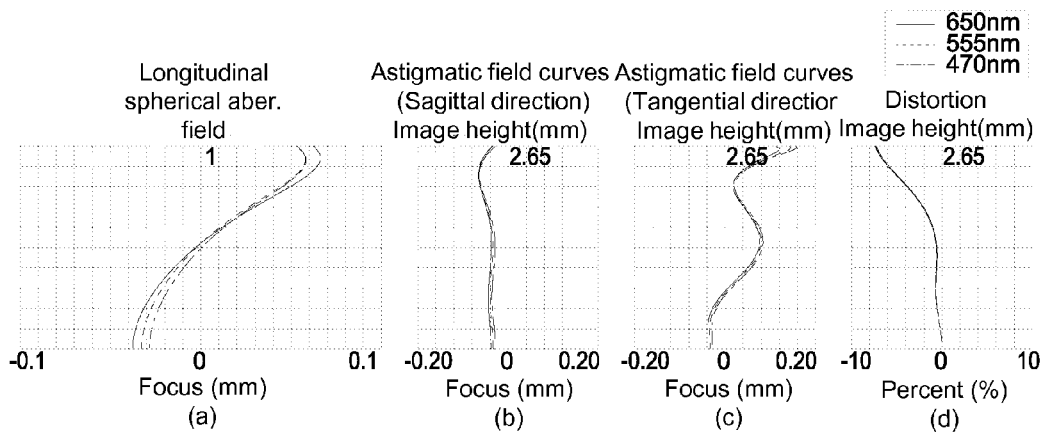 650nm
555nm
470nm
Longitudinal
spherical aber.
field
1
Astigmatic field curves
(Sagittal direction)
Image height(mm)
2.65
Astigmatic field curves
(Tangential direction
Image height(mm)
2.65
Distortion
Image height(mm)
2.65
-0.1 0 0.1
Focus (mm)
(a)
-0.20 0 0.20
Focus (mm)
(b)
-0.20 0 0.20
Focus (mm)
(c)
-10 0 10
Percent (%)
(d)